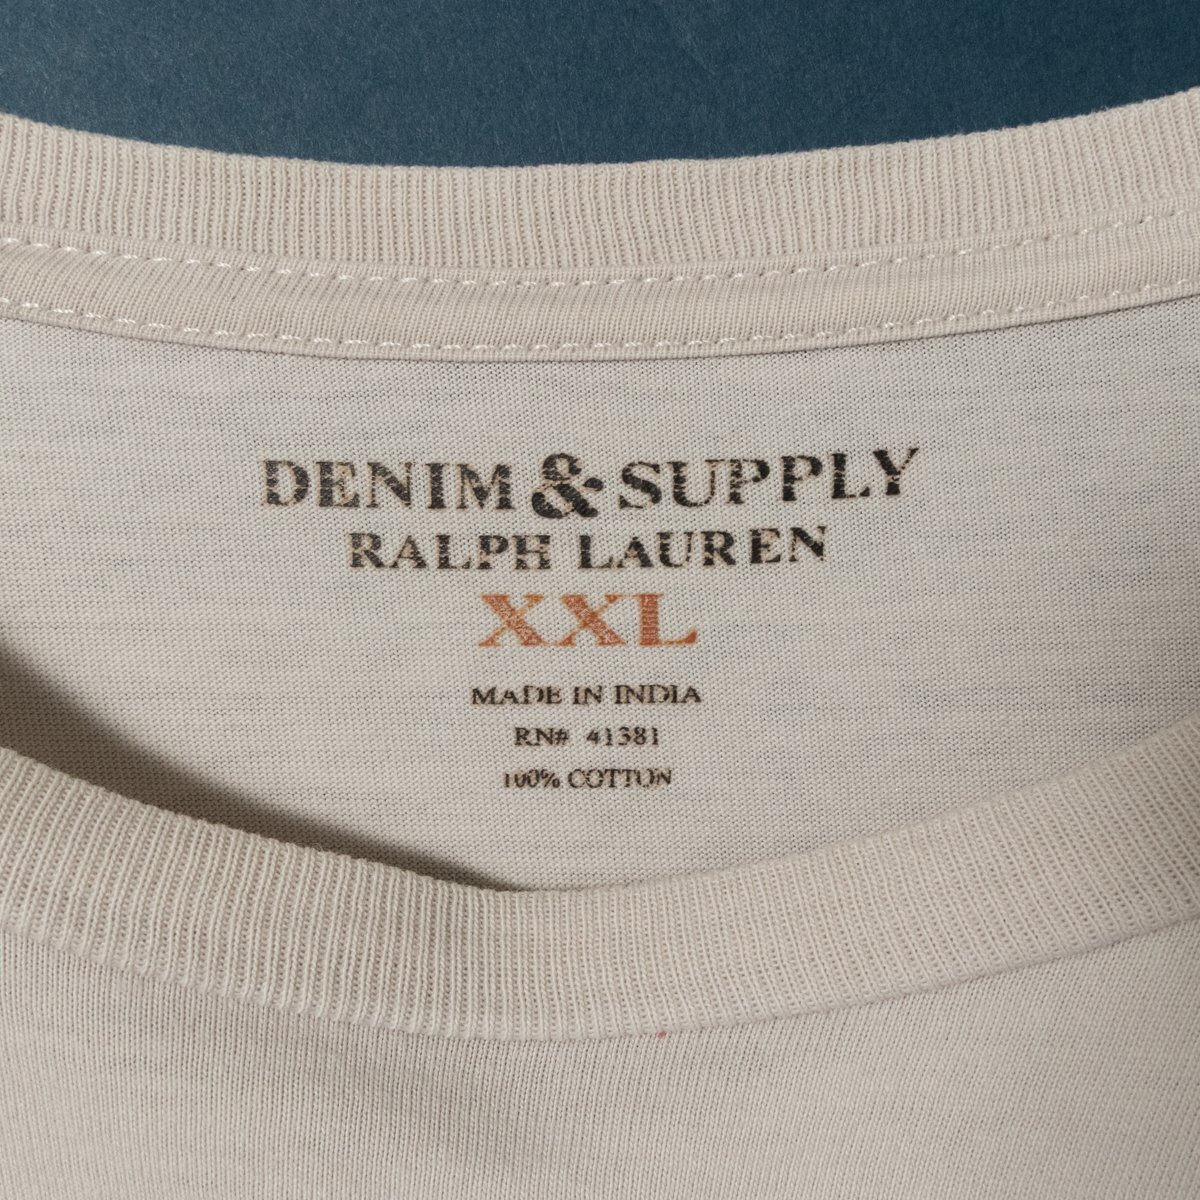 DENIM & SUPPLY
RALPH LAUREN
XXL
MADE IN INDIA
RN# 41381
100% COTTON